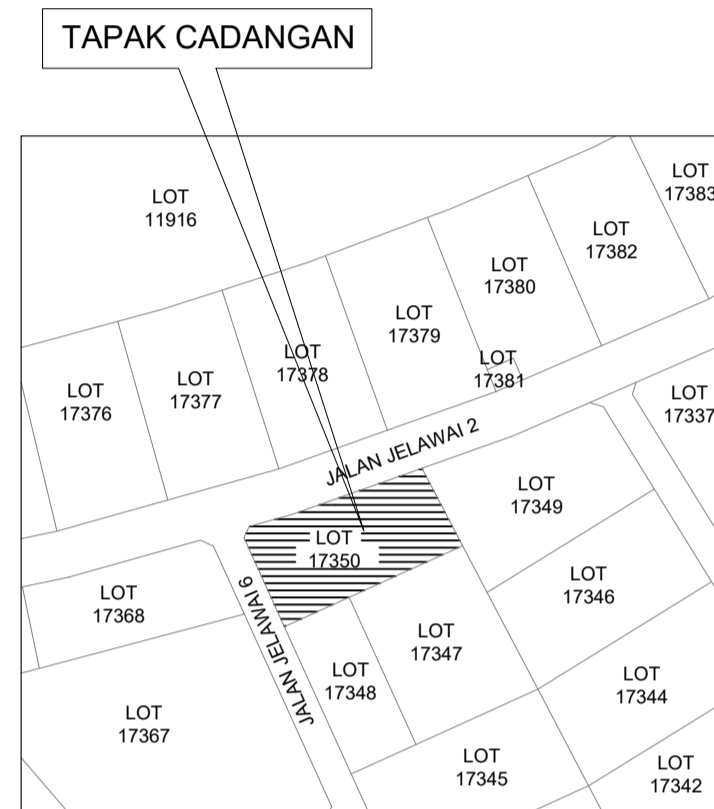 TAPAK CADANGAN
LOT
11916
LOT
17383
LOT
17382
LOT
17380
LOT
17379
LOT
17378
LOT
17381
LOT
17377
LOT
17376
LOT
17337
JALAN JELAWAI 2
LOT
17349
LOT
17350
LOT
17346
LOT
17368
JALAN JELAWAI 6
LOT
17347
LOT
17348
LOT
17344
LOT
17367
LOT
17345
LOT
17342